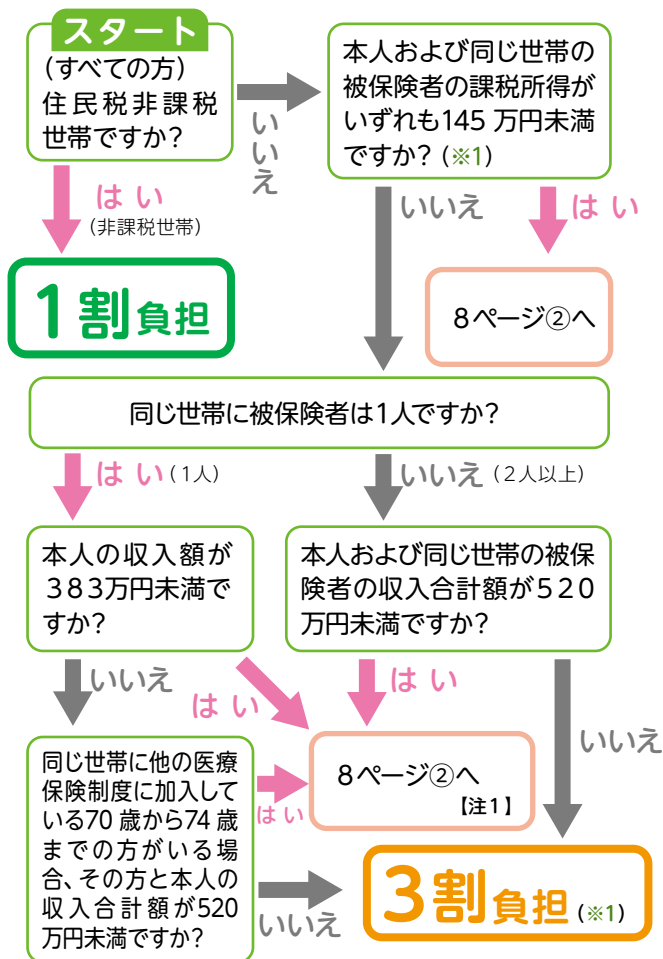 スタート
(すべての方)
住民税非課税
世帯ですか?
いいえ
本人および同じ世帯の
被保険者の課税所得が
いずれも145 万円未満
ですか? (※1)
はい
(非課税世帯)
いいえ
はい
1割負担
8ページ②へ
同じ世帯に被保険者は1人ですか?
はい (1人)
いいえ (2人以上)
本人の収入額が
383万円未満で
すか?
本人および同じ世帯の被保
険者の収入合計額が520
万円未満ですか?
いいえ
はい
はい
いいえ
同じ世帯に他の医療
保険制度に加入して
いる70 歳から74 歳
までの方がいる場
合、その方と本人の
収入合計額が520
万円未満ですか?
はい
8ページ②へ
【注1】
いいえ
3割負担 (※1)